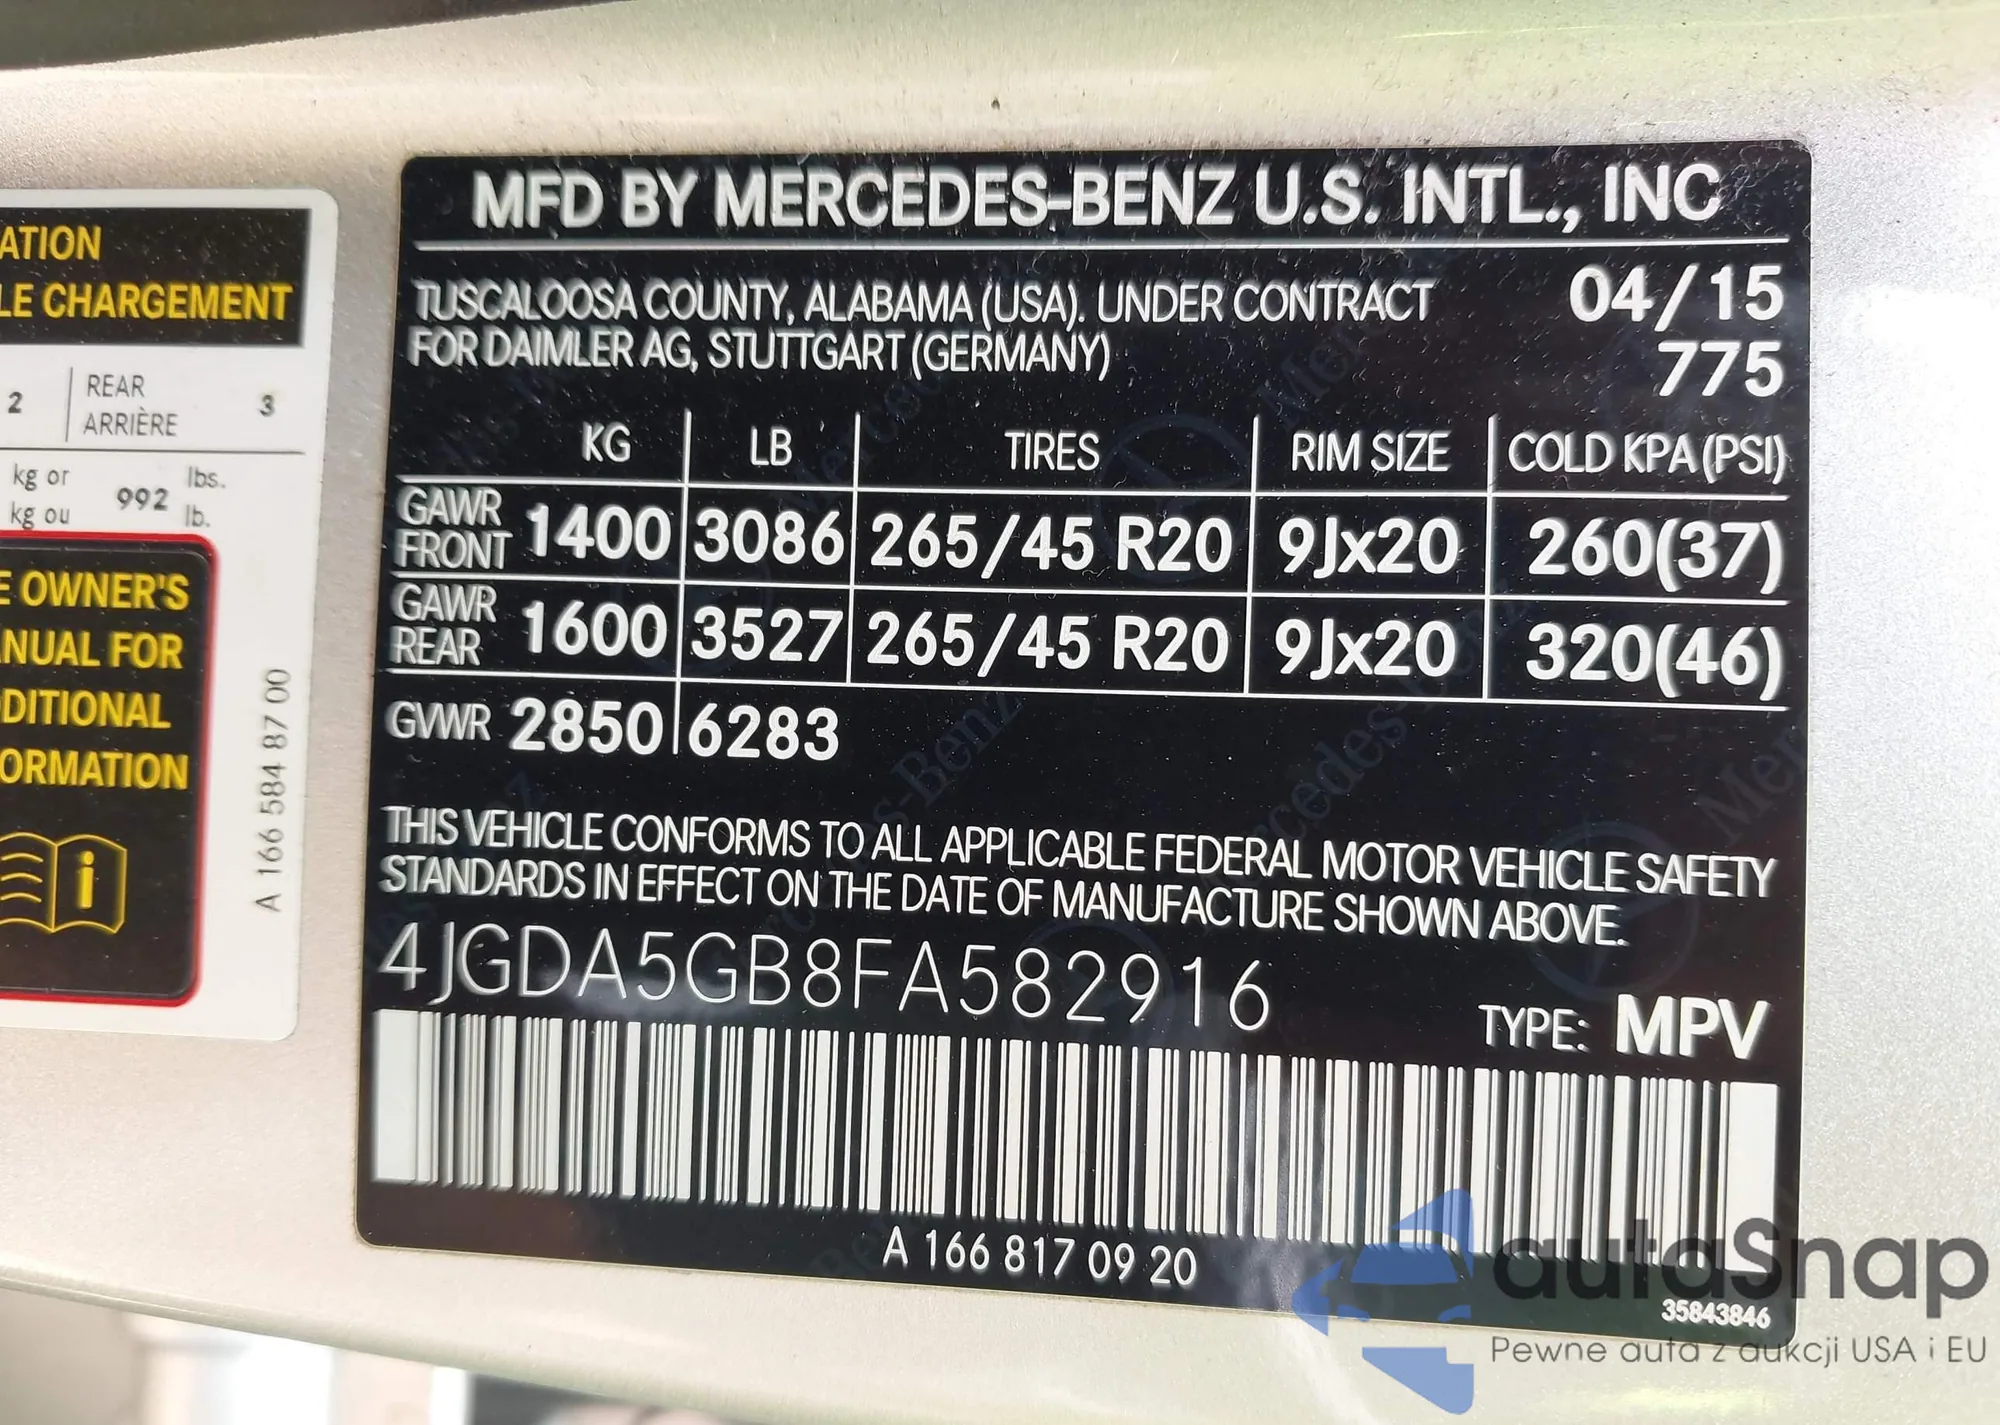 ATION
LE CHARGEMENT
2 REAR ARRIÈRE 3
kg or
kg ou 992 lbs. lb.
E OWNER'S
ANUAL FOR
DDITIONAL
FORMATION
A 166 584 87 00
MFD BY MERCEDES-BENZ U.S. INTL., INC
TUSCALOOSA COUNTY, ALABAMA (USA). UNDER CONTRACT 04/15
FOR DAIMLER AG, STUTTGART (GERMANY) 775
KG LB TIRES RIM SIZE COLD KPA (PSI)
GAWR FRONT 1400 3086 265/45 R20 9Jx20 260(37)
GAWR REAR 1600 3527 265/45 R20 9Jx20 320(46)
GVWR 2850 6283
THIS VEHICLE CONFORMS TO ALL APPLICABLE FEDERAL MOTOR VEHICLE SAFETY
STANDARDS IN EFFECT ON THE DATE OF MANUFACTURE SHOWN ABOVE.
4JGDA5GB8FA582916
TYPE: MPV
A 166 817 09 20
35843846
autaSnap
Pewne auta z aukcji USA i EU